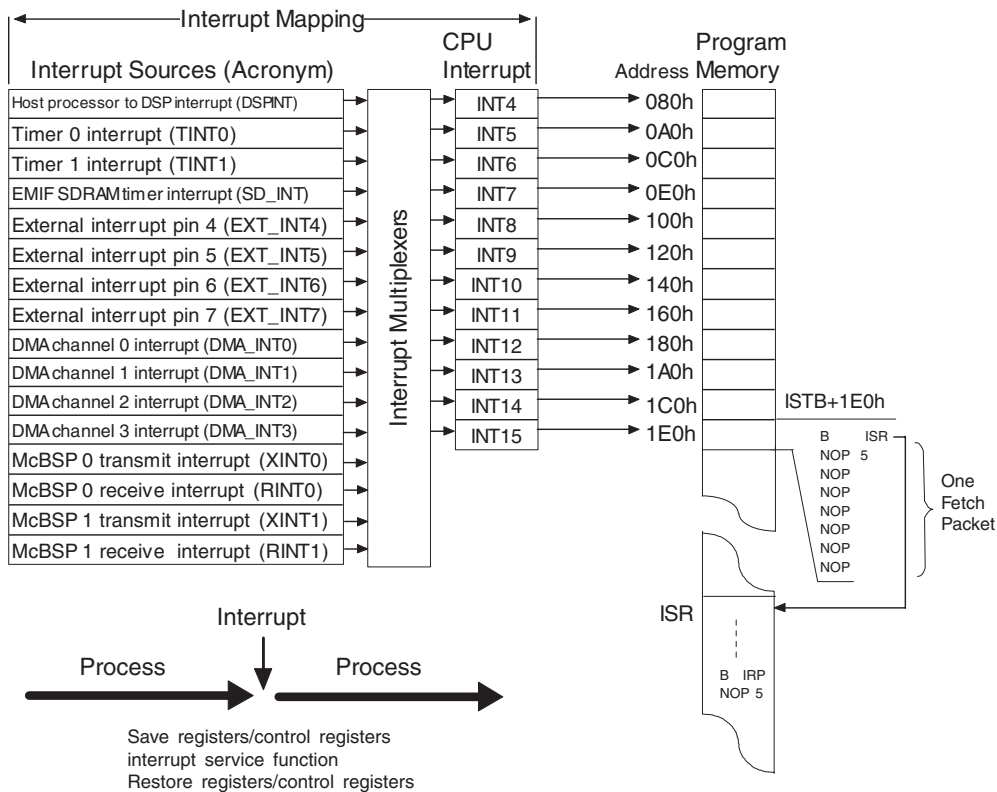 Interrupt Mapping
Interrupt Sources (Acronym)
CPU
Interrupt
Address
Program
Memory
Host processor to DSP interrupt (DSPINT)
INT4
080h
Timer 0 interrupt (TINT0)
INT5
0A0h
Timer 1 interrupt (TINT1)
INT6
0C0h
EMIF SDRAM timer interrupt (SD_INT)
INT7
0E0h
External interrupt pin 4 (EXT_INT4)
INT8
100h
External interrupt pin 5 (EXT_INT5)
INT9
120h
External interrupt pin 6 (EXT_INT6)
INT10
140h
External interrupt pin 7 (EXT_INT7)
INT11
160h
DMA channel 0 interrupt (DMA_INT0)
INT12
180h
DMA channel 1 interrupt (DMA_INT1)
INT13
1A0h
DMA channel 2 interrupt (DMA_INT2)
INT14
1C0h
DMA channel 3 interrupt (DMA_INT3)
INT15
1E0h
McBSP 0 transmit interrupt (XINT0)
McBSP 0 receive interrupt (RINT0)
McBSP 1 transmit interrupt (XINT1)
McBSP 1 receive interrupt (RINT1)
Interrupt Multiplexers
ISTB+1E0h
B ISR
NOP 5
NOP
NOP
NOP
NOP
NOP
NOP
One
Fetch
Packet
ISR
B IRP
NOP 5
Interrupt
Process
Process
Save registers/control registers
interrupt service function
Restore registers/control registers